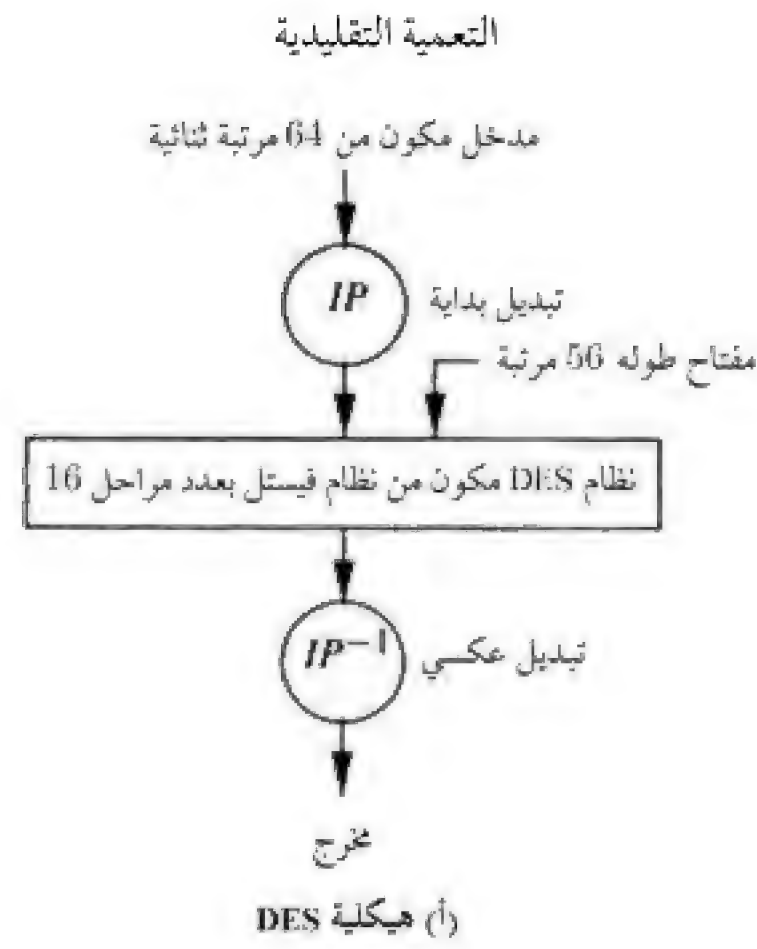 التعمية التقليدية
مدخل مكون من 64 مرتبة ثنائية
IP
تبديل بداية
مفتاح طوله 56 مرتبة
نظام DES مكون من نظام فيستل بعدد مراحل 16
IP−1
تبديل عكسي
مخرج
(أ) هيكلية DES